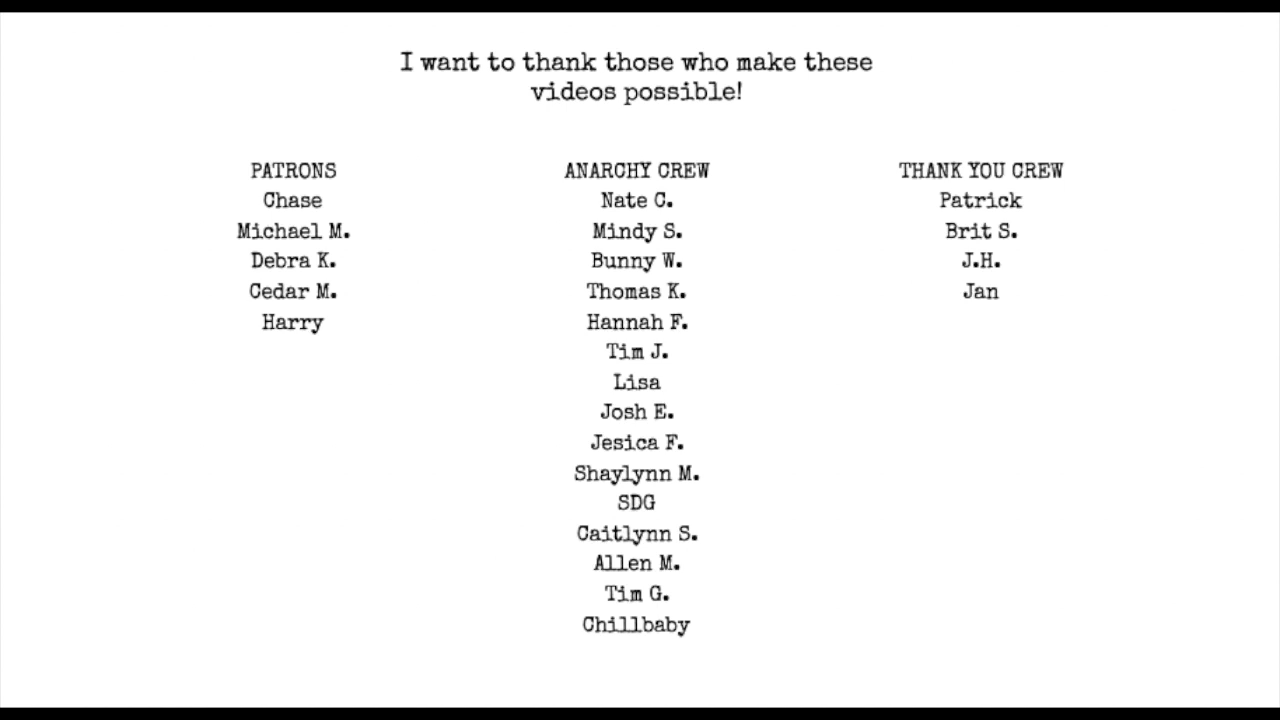 I want to thank those who make these
videos possible!
PATRONS
Chase
Michael M.
Debra K.
Cedar M.
Harry
ANARCHY CREW
Nate C.
Mindy S.
Bunny W.
Thomas K.
Hannah F.
Tim J.
Lisa
Josh E.
Jesica F.
Shaylynn M.
SDG
Caitlynn S.
Allen M.
Tim G.
Chillbaby
THANK YOU CREW
Patrick
Brit S.
J.H.
Jan